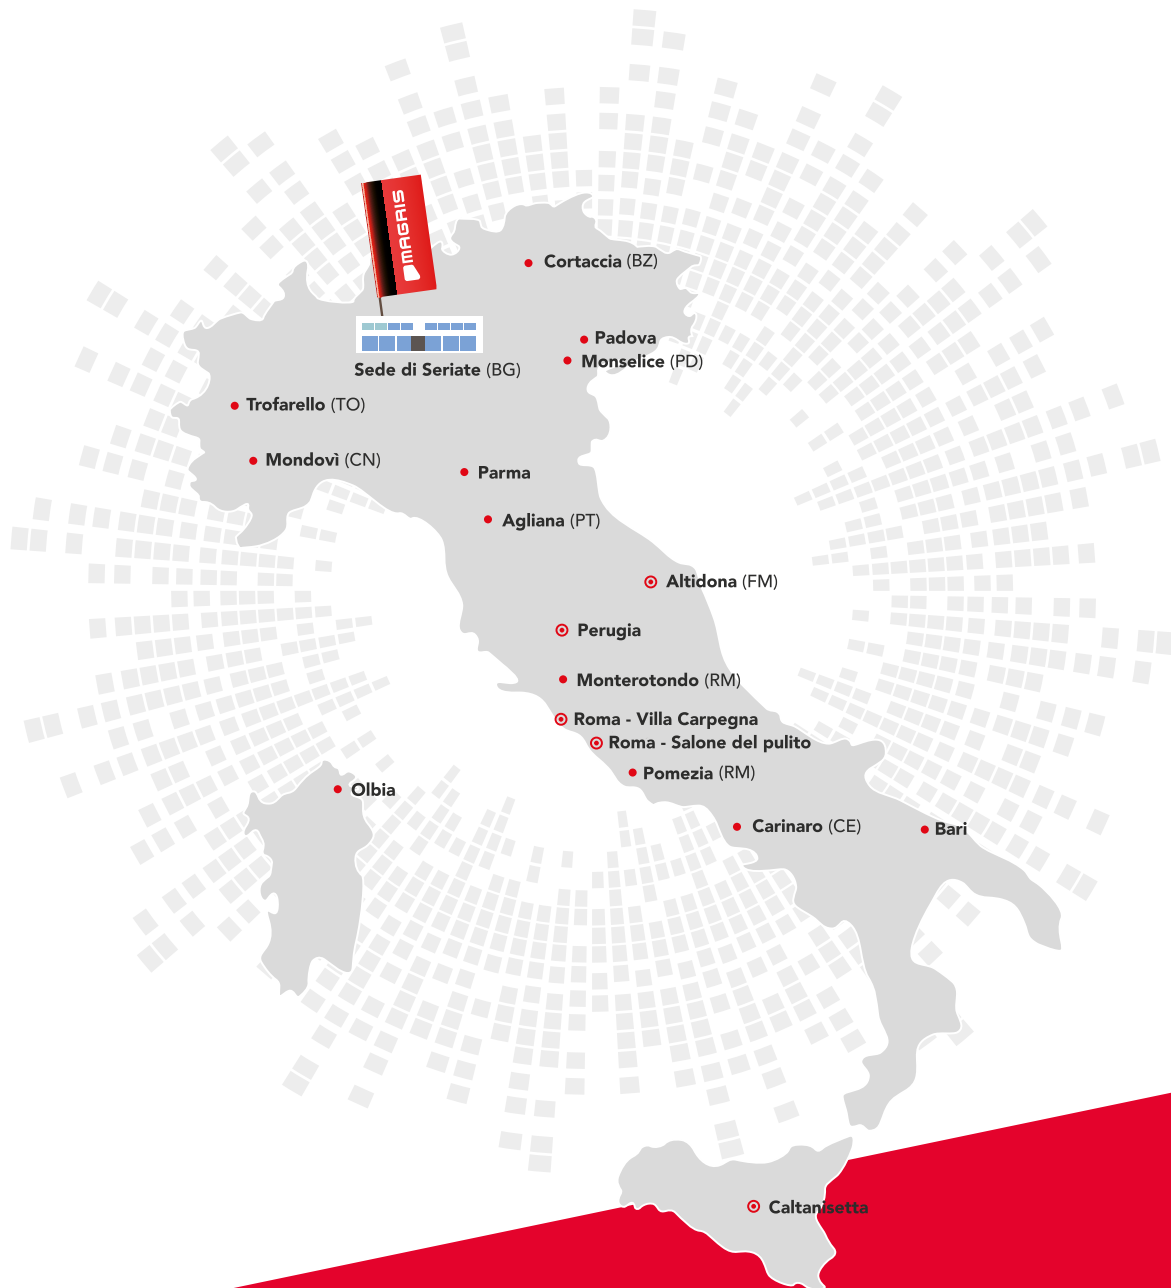 MAGRIS
Cortaccia (BZ)
Padova
Monselice (PD)
Sede di Seriate (BG)
Trofarello (TO)
Mondovì (CN)
Parma
Agliana (PT)
Altidona (FM)
Perugia
Monterotondo (RM)
Roma - Villa Carpegna
Roma - Salone del pulito
Pomezia (RM)
Olbia
Carinaro (CE)
Bari
Caltanisetta